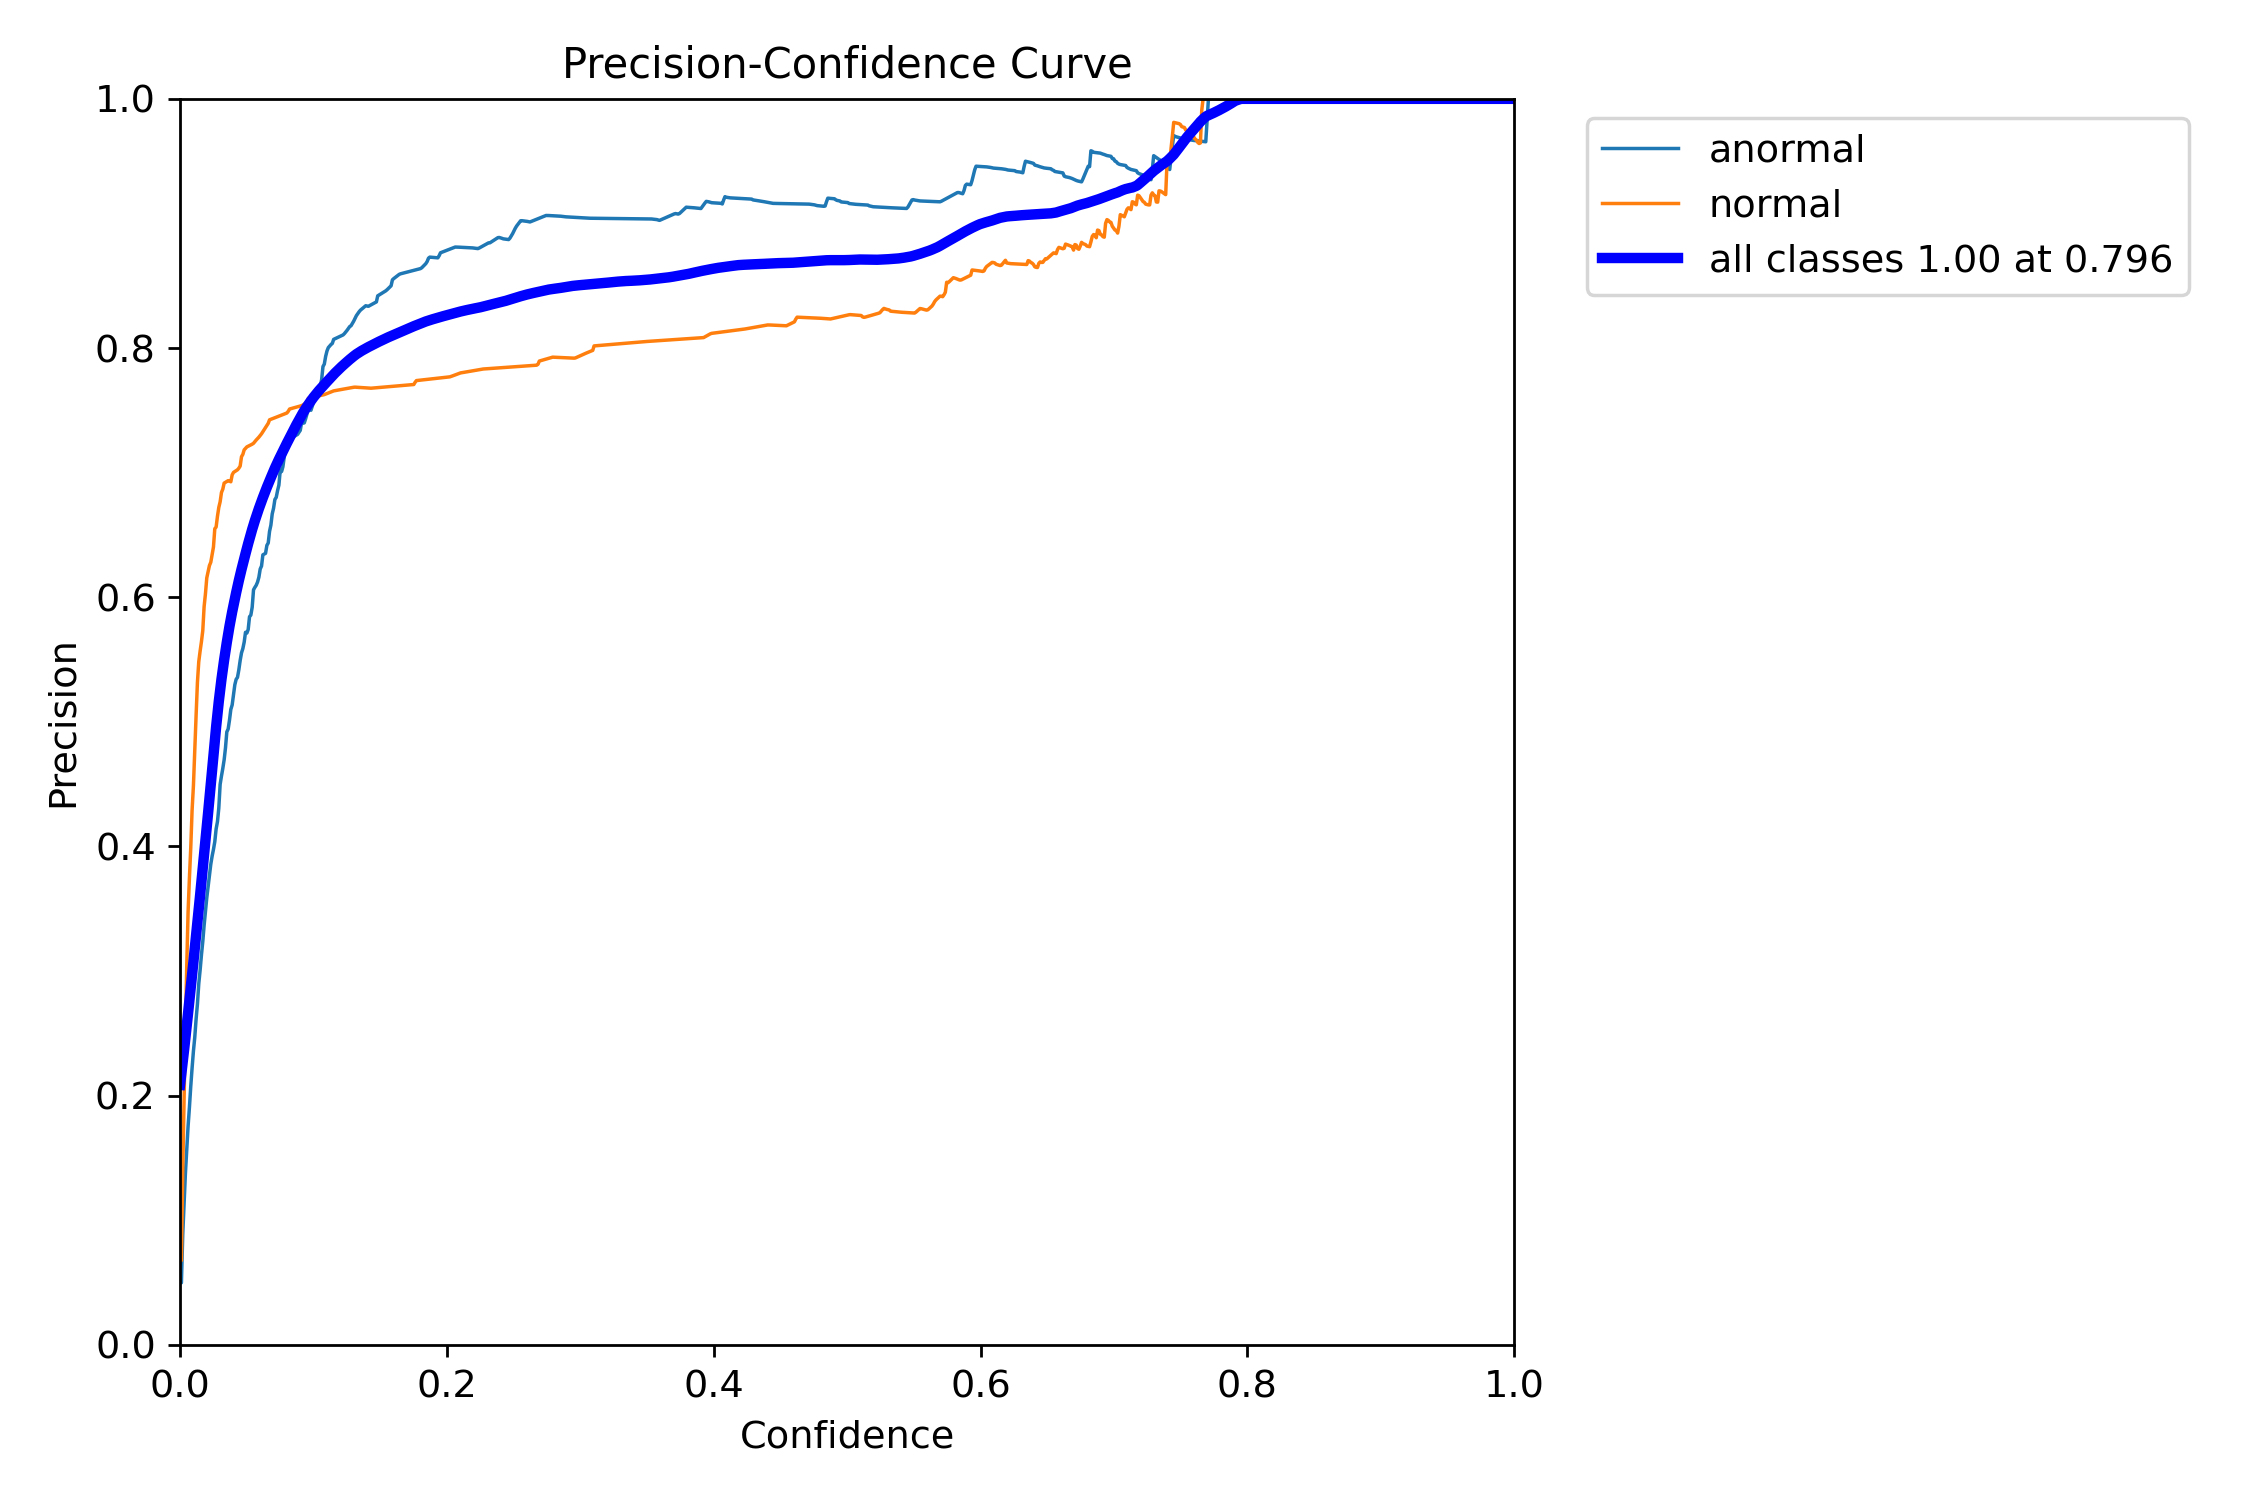 Precision-Confidence Curve
1.0
0.8
0.6
0.4
0.2
0.0
Precision
0.0 0.2 0.4 0.6 0.8 1.0
Confidence
anormal
normal
all classes 1.00 at 0.796